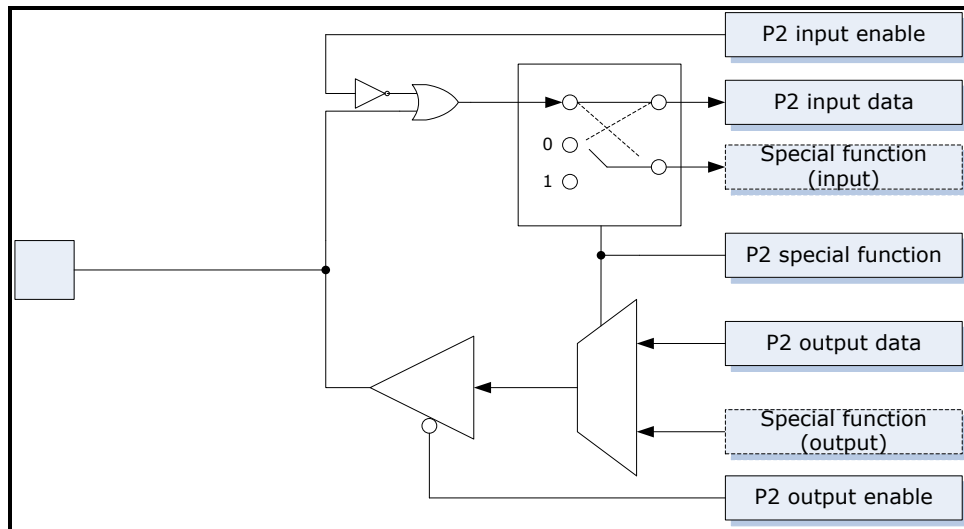 P2 input enable
P2 input data
Special function
(input)
0
1
P2 special function
P2 output data
Special function
(output)
P2 output enable